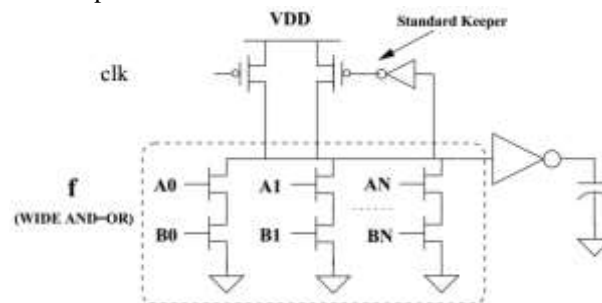 Standard Keeper
VDD
clk
f
(WIDE AND-OR)
A0
A1
AN
B0
B1
BN